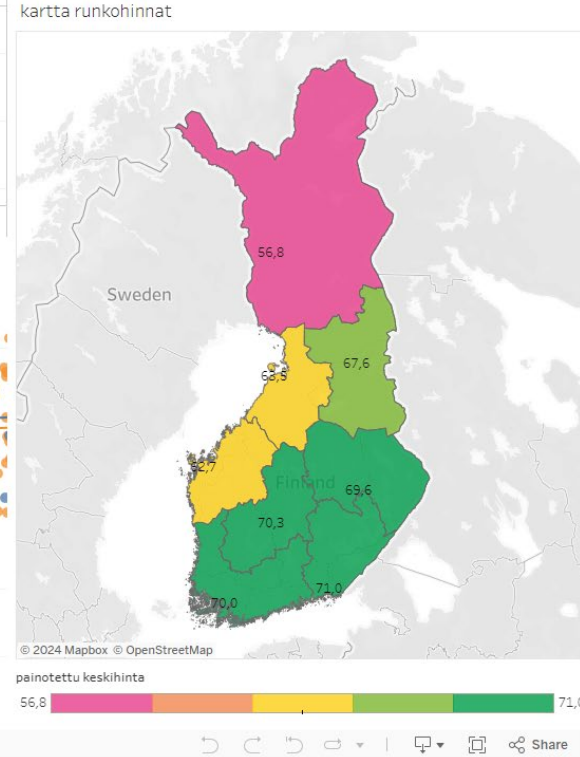 kartta runkohinnat
56,8
Sweden
67,6
63,5
62,7
Finland
69,6
70,3
71,0
70,0
© 2024 Mapbox © OpenStreetMap
painotettu keskihinta
56,8
71,0
Share